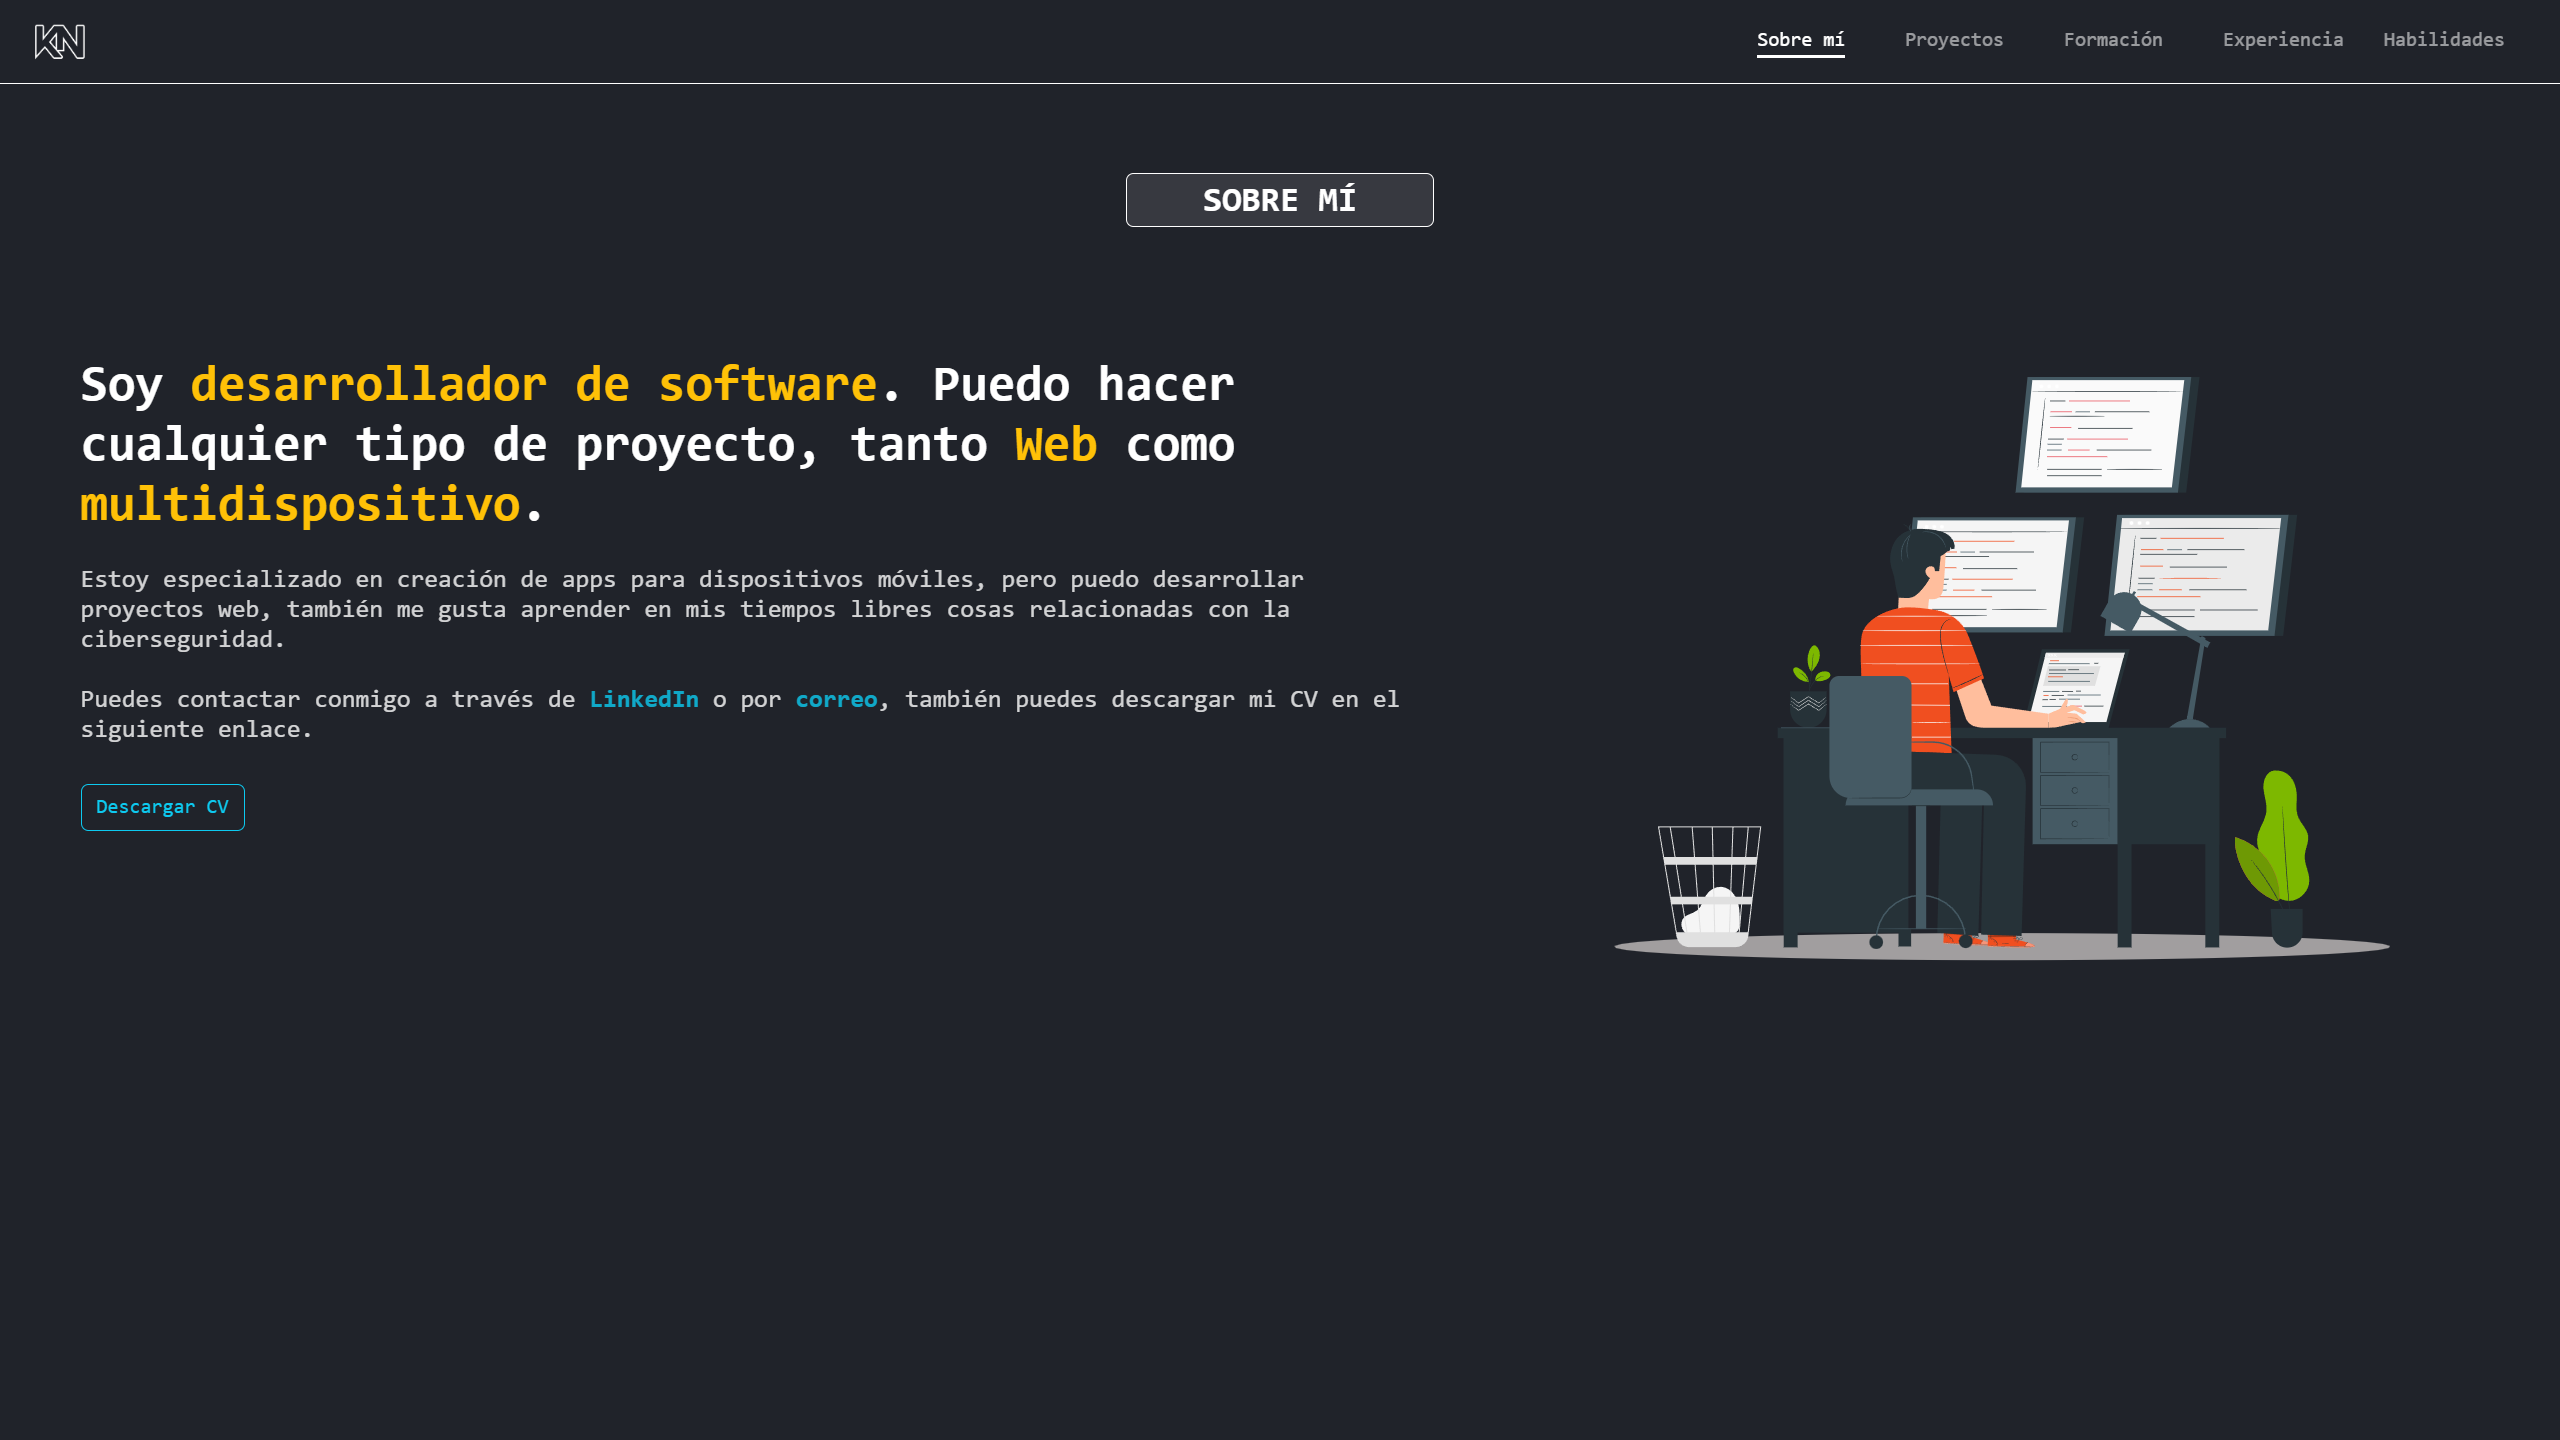 KN
Sobre mí Proyectos Formación Experiencia Habilidades
SOBRE MÍ
Soy desarrollador de software. Puedo hacer
cualquier tipo de proyecto, tanto Web como
multidispositivo.
Estoy especializado en creación de apps para dispositivos móviles, pero puedo desarrollar
proyectos web, también me gusta aprender en mis tiempos libres cosas relacionadas con la
ciberseguridad.
Puedes contactar conmigo a través de LinkedIn o por correo, también puedes descargar mi CV en el
siguiente enlace.
Descargar CV